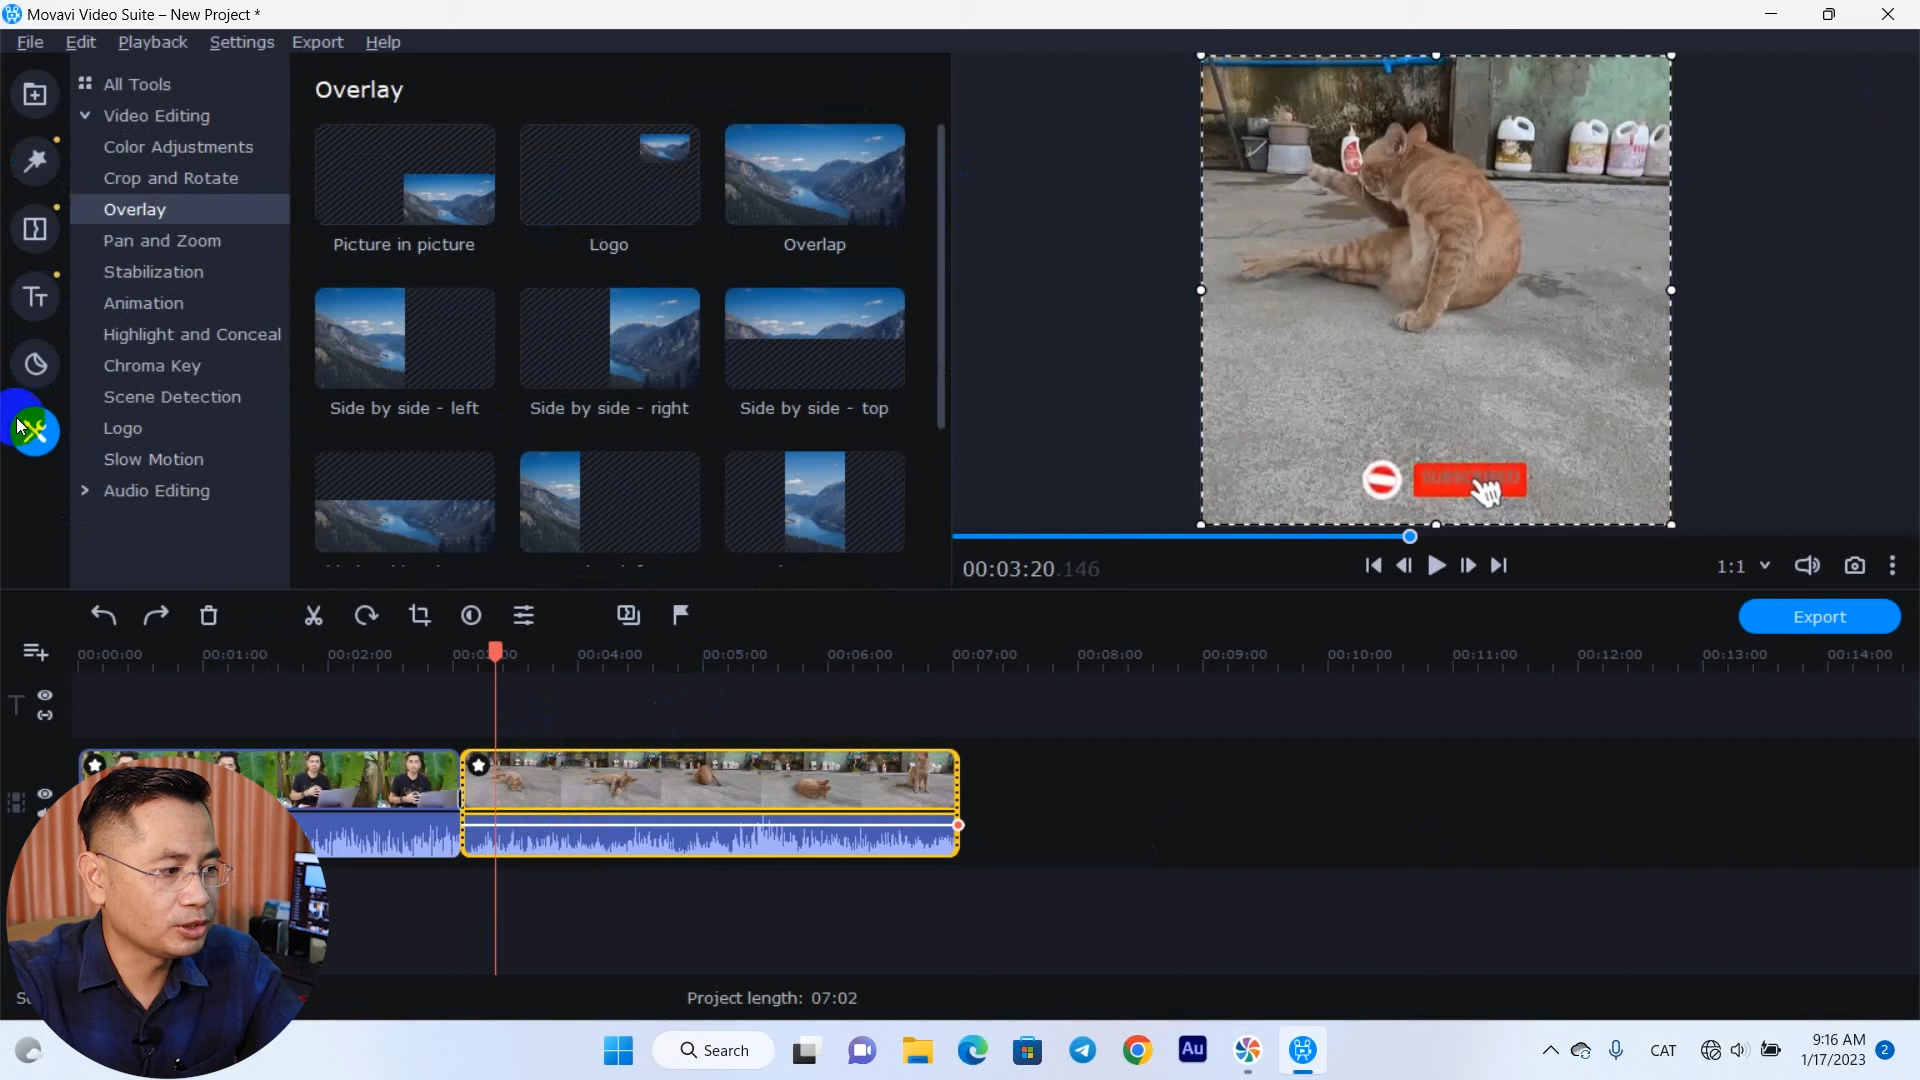 Movavi Video Suite – New Project *
File Edit Playback Settings Export Help
All Tools
Video Editing
Color Adjustments
Crop and Rotate
Overlay
Pan and Zoom
Stabilization
Animation
Highlight and Conceal
Chroma Key
Scene Detection
Logo
Slow Motion
Audio Editing
Overlay
Picture in picture Logo Overlap
Side by side - left Side by side - right Side by side - top
00:03:20.146
1:1
Export
00:00:00 00:01:00 00:02:00 00:04:00 00:05:00 00:06:00 00:07:00 00:08:00 00:09:00 00:10:00 00:11:00 00:12:00 00:13:00 00:14:00
Project length: 07:02
Search
Au
CAT
9:16 AM
1/17/2023
2